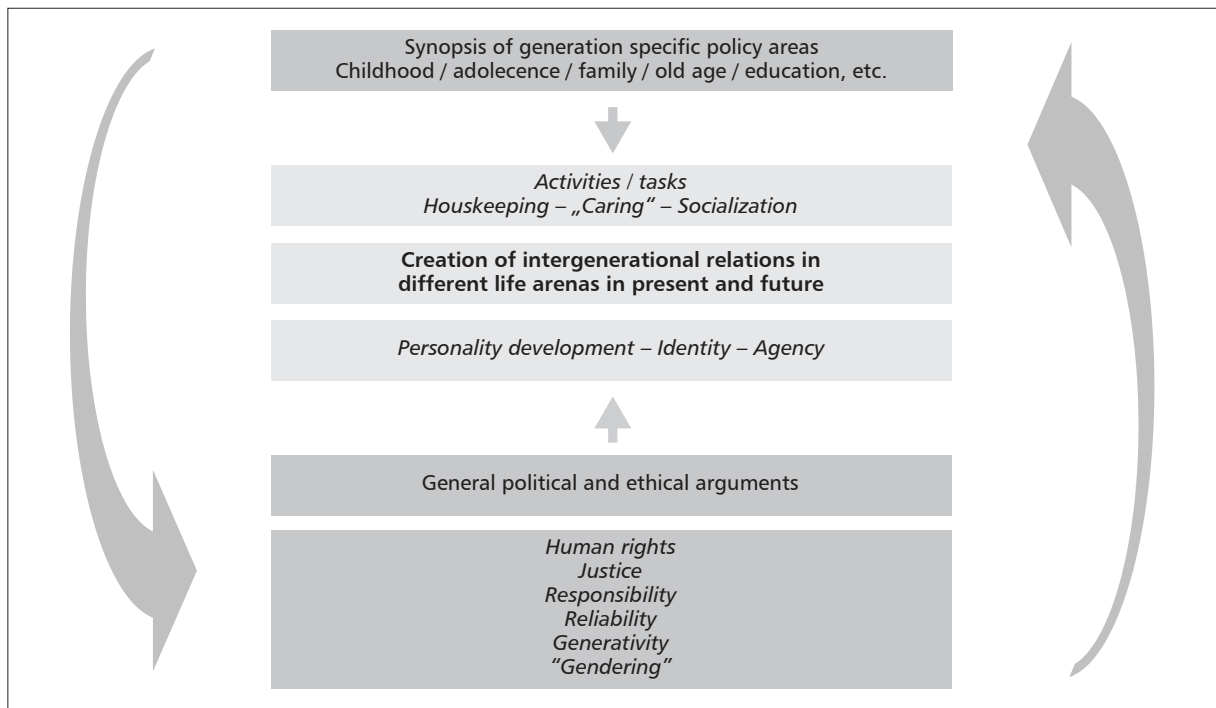 Synopsis of generation specific policy areas
Childhood / adolecence / family / old age / education, etc.
Activities / tasks
Houskeeping – „Caring“ – Socialization
Creation of intergenerational relations in
different life arenas in present and future
Personality development – Identity – Agency
General political and ethical arguments
Human rights
Justice
Responsibility
Reliability
Generativity
“Gendering”